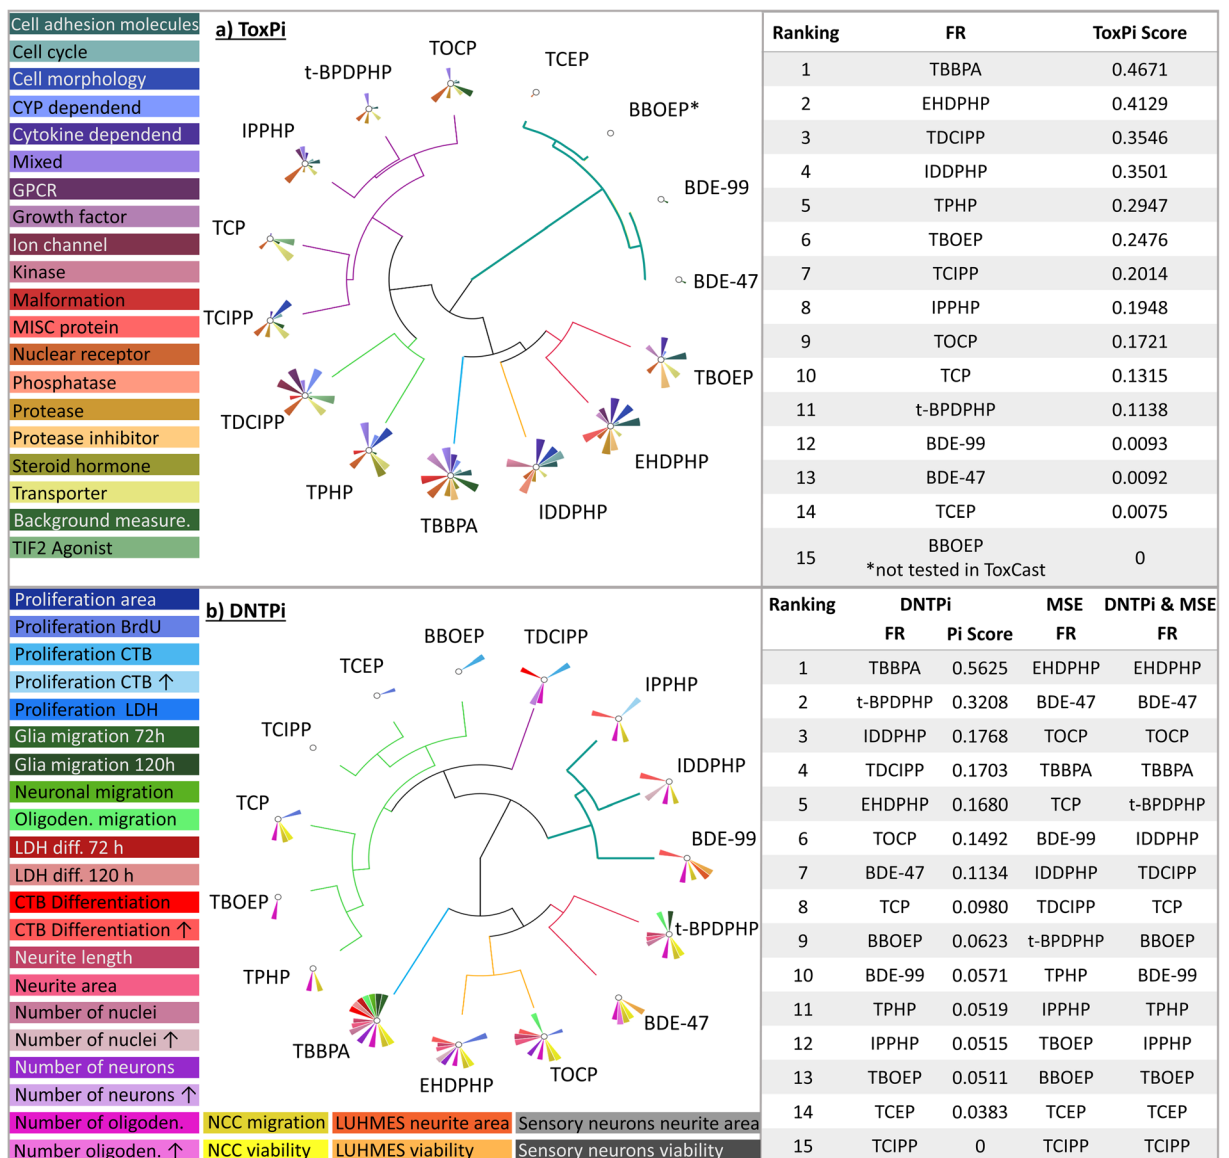 Cell adhesion molecules
Cell cycle
Cell morphology
CYP dependend
Cytokine dependend
Mixed
GPCR
Growth factor
Ion channel
Kinase
Malformation
MISC protein
Nuclear receptor
Phosphatase
Protease
Protease inhibitor
Steroid hormone
Transporter
Background measure.
TIF2 Agonist
a) ToxPi
TOCP
TCEP
t-BPDPHP
BBOEP*
IPPHP
BDE-99
TCP
BDE-47
TCIPP
TBOEP
TDCIPP
EHDPHP
TPHP
IDDPHP
TBBPA
Ranking FR ToxPi Score
1 TBBPA 0.4671
2 EHDPHP 0.4129
3 TDCIPP 0.3546
4 IDDPHP 0.3501
5 TPHP 0.2947
6 TBOEP 0.2476
7 TCIPP 0.2014
8 IPPHP 0.1948
9 TOCP 0.1721
10 TCP 0.1315
11 t-BPDPHP 0.1138
12 BDE-99 0.0093
13 BDE-47 0.0092
14 TCEP 0.0075
15 BBOEP 0
*not tested in ToxCast
Proliferation area
Proliferation BrdU
Proliferation CTB
Proliferation CTB ↑
Proliferation LDH
Glia migration 72h
Glia migration 120h
Neuronal migration
Oligoden. migration
LDH diff. 72 h
LDH diff. 120 h
CTB Differentiation
CTB Differentiation ↑
Neurite length
Neurite area
Number of nuclei
Number of nuclei ↑
Number of neurons
Number of neurons ↑
Number of oligoden.
Number oligoden. ↑
b) DNTPi
BBOEP
TDCIPP
TCEP
IPPHP
TCIPP
IDDPHP
TCP
BDE-99
TBOEP
t-BPDPHP
TPHP
BDE-47
TBBPA
TOCP
EHDPHP
NCC migration LUHMES neurite area Sensory neurons neurite area
NCC viability LUHMES viability Sensory neurons viability
Ranking DNTPi MSE DNTPi & MSE
FR Pi Score FR FR
1 TBBPA 0.5625 EHDPHP EHDPHP
2 t-BPDPHP 0.3208 BDE-47 BDE-47
3 IDDPHP 0.1768 TOCP TOCP
4 TDCIPP 0.1703 TBBPA TBBPA
5 EHDPHP 0.1680 TCP t-BPDPHP
6 TOCP 0.1492 BDE-99 IDDPHP
7 BDE-47 0.1134 IDDPHP TDCIPP
8 TCP 0.0980 TDCIPP TCP
9 BBOEP 0.0623 t-BPDPHP BBOEP
10 BDE-99 0.0571 TPHP BDE-99
11 TPHP 0.0519 IPPHP TPHP
12 IPPHP 0.0515 TBOEP IPPHP
13 TBOEP 0.0511 BBOEP TBOEP
14 TCEP 0.0383 TCEP TCEP
15 TCIPP 0 TCIPP TCIPP